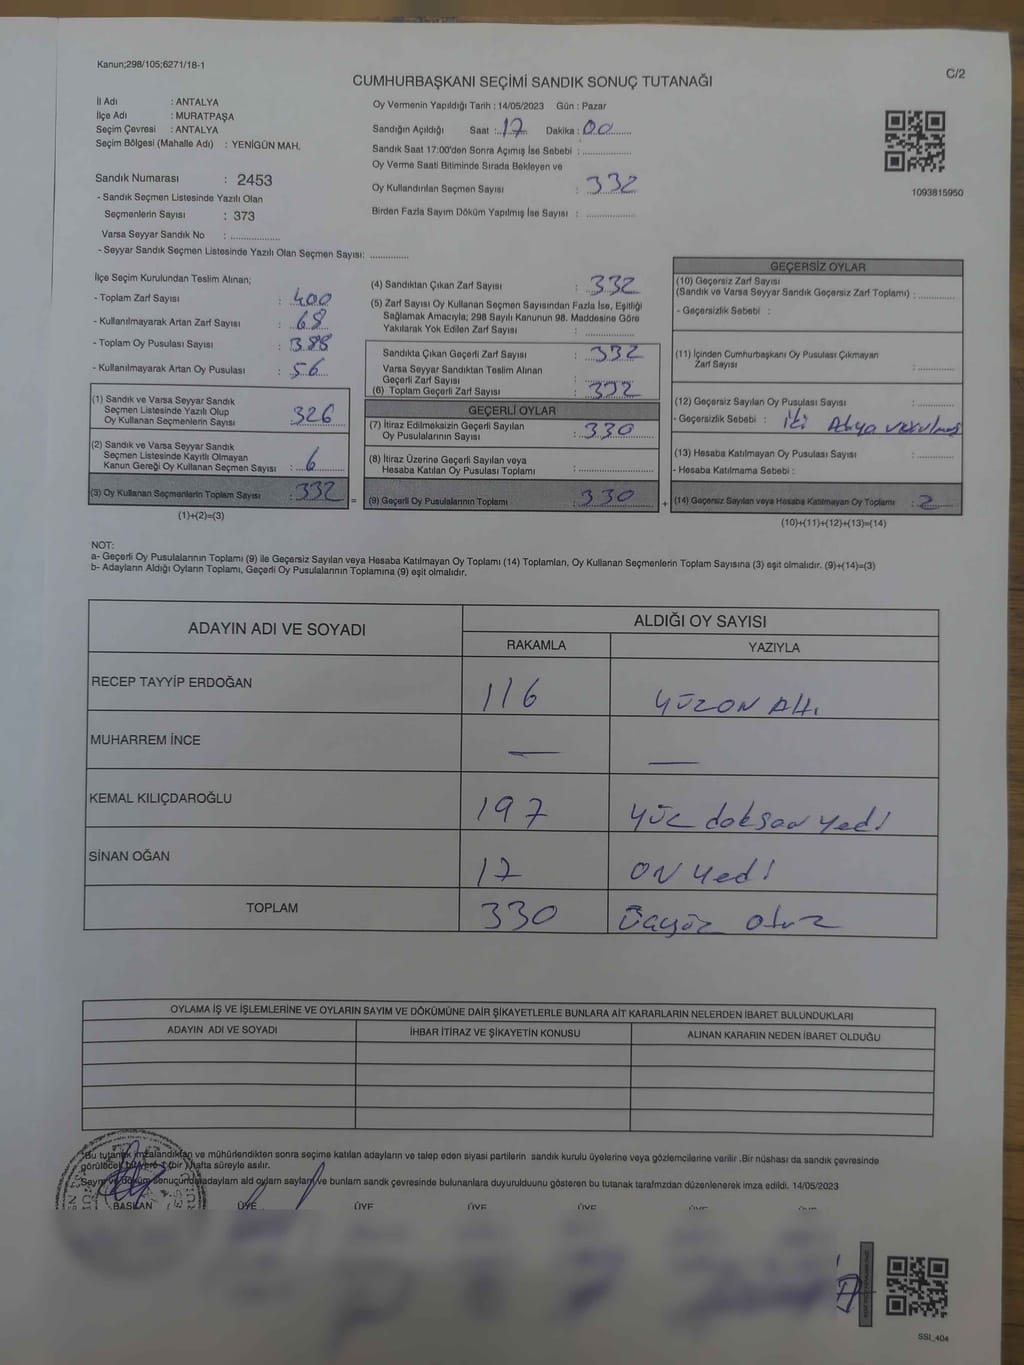 Kanun;298/105;6271/18-1
C/2
CUMHURBAŞKANI SEÇİMİ SANDIK SONUÇ TUTANAĞI
İl Adı : ANTALYA
İlçe Adı : MURATPAŞA
Seçim Çevresi : ANTALYA
Seçim Bölgesi (Mahalle Adı) : YENİGÜN MAH.
Sandık Numarası : 2453
- Sandık Seçmen Listesinde Yazılı Olan
Seçmenlerin Sayısı : 373
Varsa Seyyar Sandık No : ................
- Seyyar Sandık Seçmen Listesinde Yazılı Olan Seçmen Sayısı: ............
Oy Vermenin Yapıldığı Tarih : 14/05/2023 Gün : Pazar
Sandığın Açıldığı Saat : 17 Dakika : 00
Sandık Saat 17:00'den Sonra Açımış İse Sebebi : ................
Oy Verme Saati Bitiminde Sırada Bekleyen ve
Oy Kullandırılan Seçmen Sayısı : 332
Birden Fazla Sayım Döküm Yapılmış İse Sayısı : ................
1093815950
İlçe Seçim Kurulundan Teslim Alınan;
- Toplam Zarf Sayısı : 400
- Kullanılmayarak Artan Zarf Sayısı : 68
- Toplam Oy Pusulası Sayısı : 388
- Kullanılmayarak Artan Oy Pusulası : 56
(1) Sandık ve Varsa Seyyar Sandık
Seçmen Listesinde Yazılı Olup
Oy Kullanan Seçmenlerin Sayısı 326
(2) Sandık ve Varsa Seyyar Sandık
Seçmen Listesinde Kayıtlı Olmayan
Kanun Gereği Oy Kullanan Seçmen Sayısı : 6
(3) Oy Kullanan Seçmenlerin Toplam Sayısı : 332
(1)+(2)=(3)
(4) Sandıktan Çıkan Zarf Sayısı : 332
(5) Zarf Sayısı Oy Kullanan Seçmen Sayısından Fazla İse, Eşitliği
Sağlamak Amacıyla; 298 Sayılı Kanunun 98. Maddesine Göre
Yakılarak Yok Edilen Zarf Sayısı : ................
Sandıkta Çıkan Geçerli Zarf Sayısı : 332
Varsa Seyyar Sandıktan Teslim Alınan
Geçerli Zarf Sayısı : ................
(6) Toplam Geçerli Zarf Sayısı : 332
GEÇERLİ OYLAR
(7) İtiraz Edilmeksizin Geçerli Sayılan
Oy Pusulalarının Sayısı : 330
(8) İtiraz Üzerine Geçerli Sayılan veya
Hesaba Katılan Oy Pusulası Toplamı : ................
= (9) Geçerli Oy Pusulalarının Toplamı : 330 +
GEÇERSİZ OYLAR
(10) Geçersiz Zarf Sayısı
(Sandık ve Varsa Seyyar Sandık Geçersiz Zarf Toplamı) : ............
- Geçersizlik Sebebi :
(11) İçinden Cumhurbaşkanı Oy Pusulası Çıkmayan
Zarf Sayısı : ............
(12) Geçersiz Sayılan Oy Pusulası Sayısı : ............
- Geçersizlik Sebebi : İki Adaya
(13) Hesaba Katılmayan Oy Pusulası Sayısı : ............
- Hesaba Katılmama Sebebi :
(14) Geçersiz Sayılan veya Hesaba Katılmayan Oy Toplamı : 2
(10)+(11)+(12)+(13)=(14)
NOT:
a- Geçerli Oy Pusulalarının Toplamı (9) ile Geçersiz Sayılan veya Hesaba Katılmayan Oy Toplamı (14) Toplamları, Oy Kullanan Seçmenlerin Toplam Sayısına (3) eşit olmalıdır. (9)+(14)=(3)
b- Adayların Aldığı Oyların Toplamı, Geçerli Oy Pusulalarının Toplamına (9) eşit olmalıdır.
ADAYIN ADI VE SOYADI ALDIĞI OY SAYISI
RAKAMLA YAZIYLA
RECEP TAYYİP ERDOĞAN 116 YÜZON Altı
MUHARREM İNCE — —
KEMAL KILIÇDAROĞLU 197 Yüz doksan yedi
SİNAN OĞAN 17 ON yedi
TOPLAM 330 Üçyüz otuz
OYLAMA İŞ VE İŞLEMLERİNE VE OYLARIN SAYIM VE DÖKÜMÜNE DAİR ŞİKAYETLERLE BUNLARA AİT KARARLARIN NELERDEN İBARET BULUNDUKLARI
ADAYIN ADI VE SOYADI İHBAR İTİRAZ VE ŞİKAYETİN KONUSU ALINAN KARARIN NEDEN İBARET OLDUĞU
Bu tutanak imzalandıktan ve mühürlendikten sonra seçime katılan adayların ve talep eden siyasi partilerin sandık kurulu üyelerine veya gözlemcilerine verilir .Bir nüshası da sandık çevresinde
görülecek bir yere 1 (bir) hafta süreyle asılır.
Sayım ve döküm sonuçunda adayların ald oyların sayıları ve bunların sandık çevresinde bulunanlara duyurulduunu gösteren bu tutanak tarafmzdan düzenlenerek imza edildi. 14/05/2023
BAŞKAN ÜYE ÜYE ÜYE ÜYE ÜYE ÜYE
SSI_404